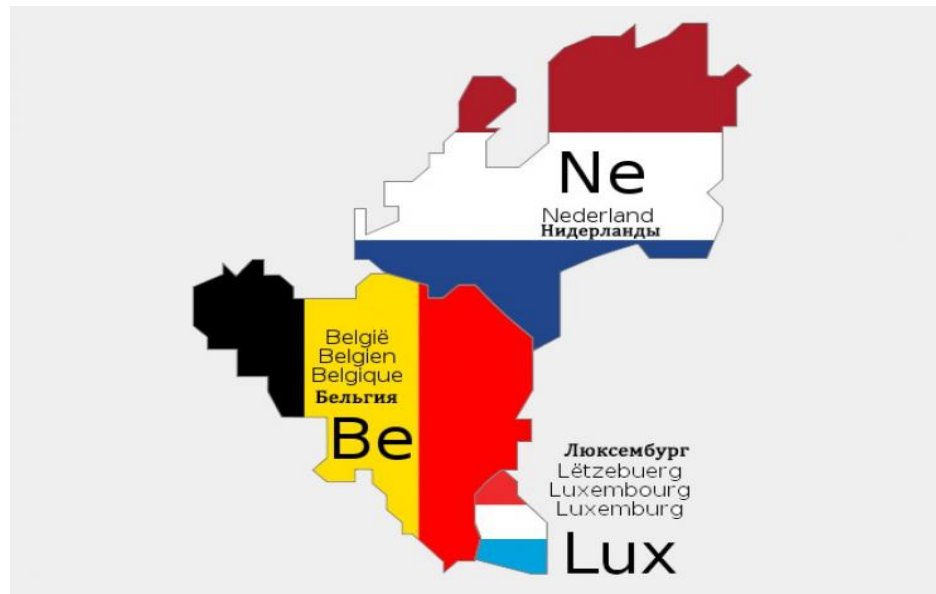 Ne
Nederland
Нидерланды
België
Belgien
Belgique
Бельгия
Be
Люксембург
Lëtzebuerg
Luxembourg
Luxemburg
Lux